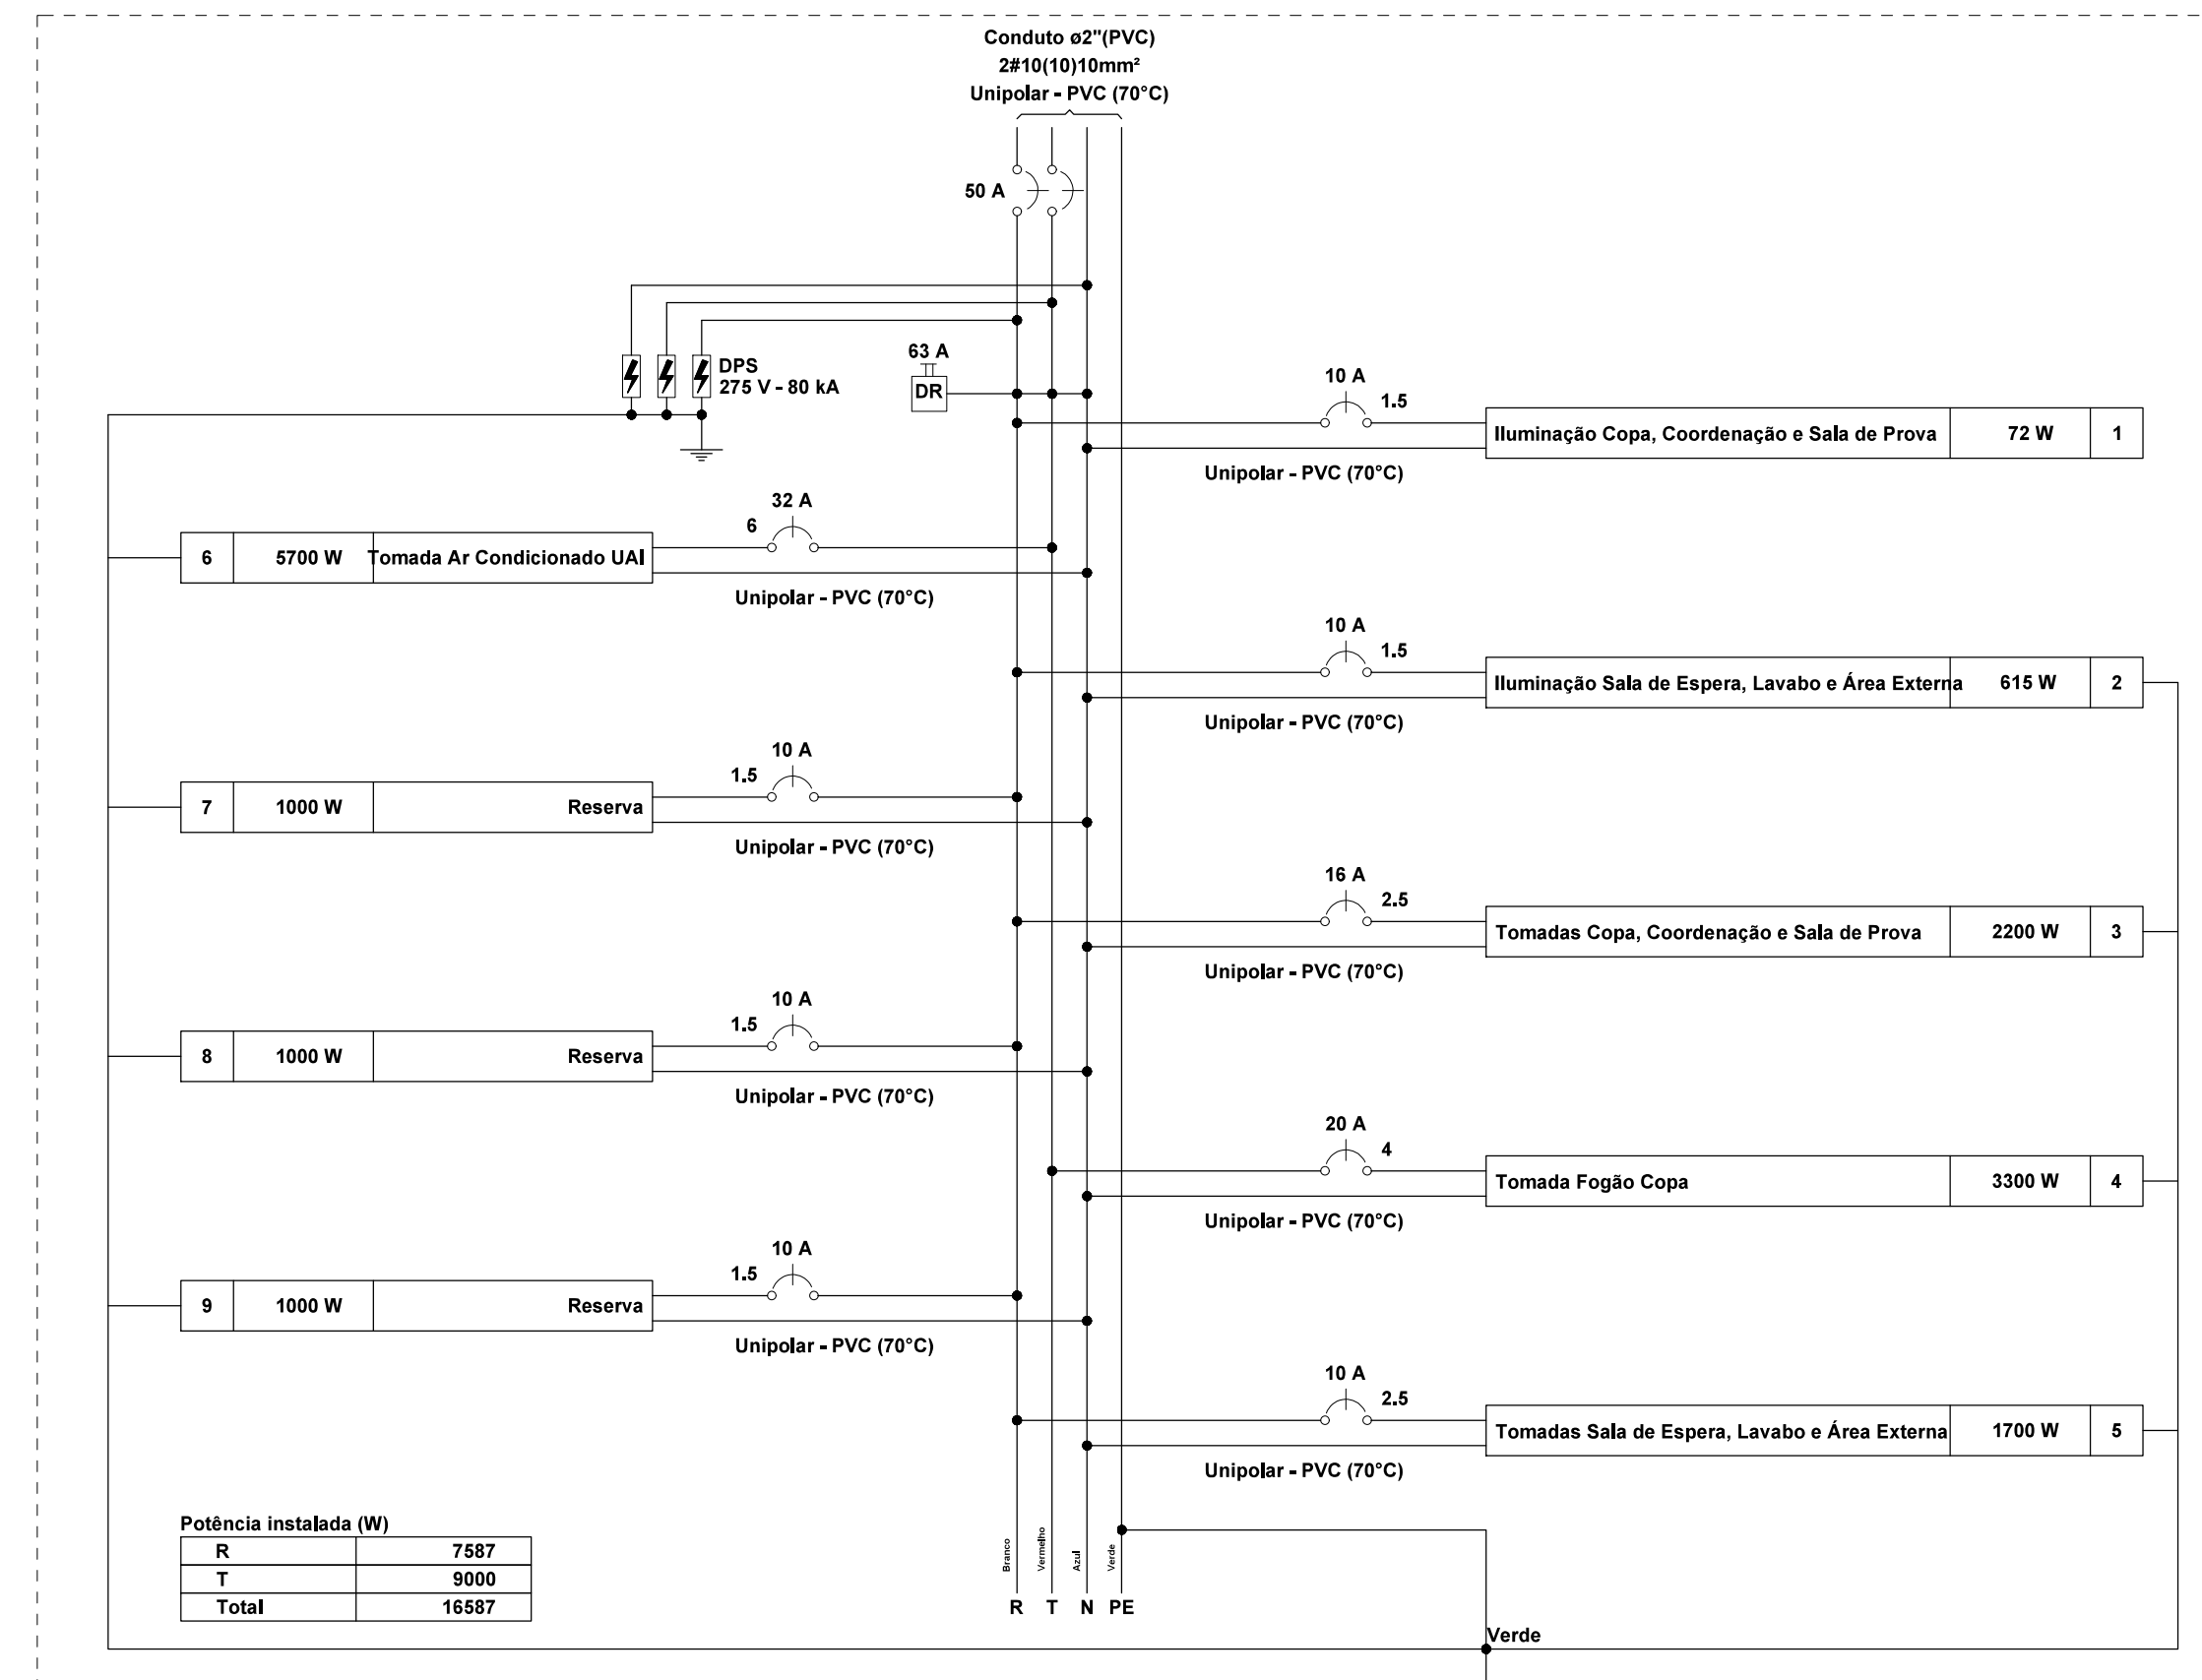 Conduto ø2"(PVC)
2#10(10)10mm²
Unipolar - PVC (70°C)
50 A
DPS
275 V - 80 kA
63 A
DR
10 A
1.5
Iluminação Copa, Coordenação e Sala de Prova 72 W 1
Unipolar - PVC (70°C)
32 A
6
6 5700 W Tomada Ar Condicionado UAI
Unipolar - PVC (70°C)
10 A
1.5
Iluminação Sala de Espera, Lavabo e Área Externa 615 W 2
Unipolar - PVC (70°C)
10 A
1.5
7 1000 W Reserva
Unipolar - PVC (70°C)
16 A
2.5
Tomadas Copa, Coordenação e Sala de Prova 2200 W 3
Unipolar - PVC (70°C)
10 A
1.5
8 1000 W Reserva
Unipolar - PVC (70°C)
20 A
4
Tomada Fogão Copa 3300 W 4
Unipolar - PVC (70°C)
10 A
1.5
9 1000 W Reserva
Unipolar - PVC (70°C)
10 A
2.5
Tomadas Sala de Espera, Lavabo e Área Externa 1700 W 5
Unipolar - PVC (70°C)
Potência instalada (W)
R 7587
T 9000
Total 16587
Branco
Vermelho
Azul
Verde
R T N PE
Verde